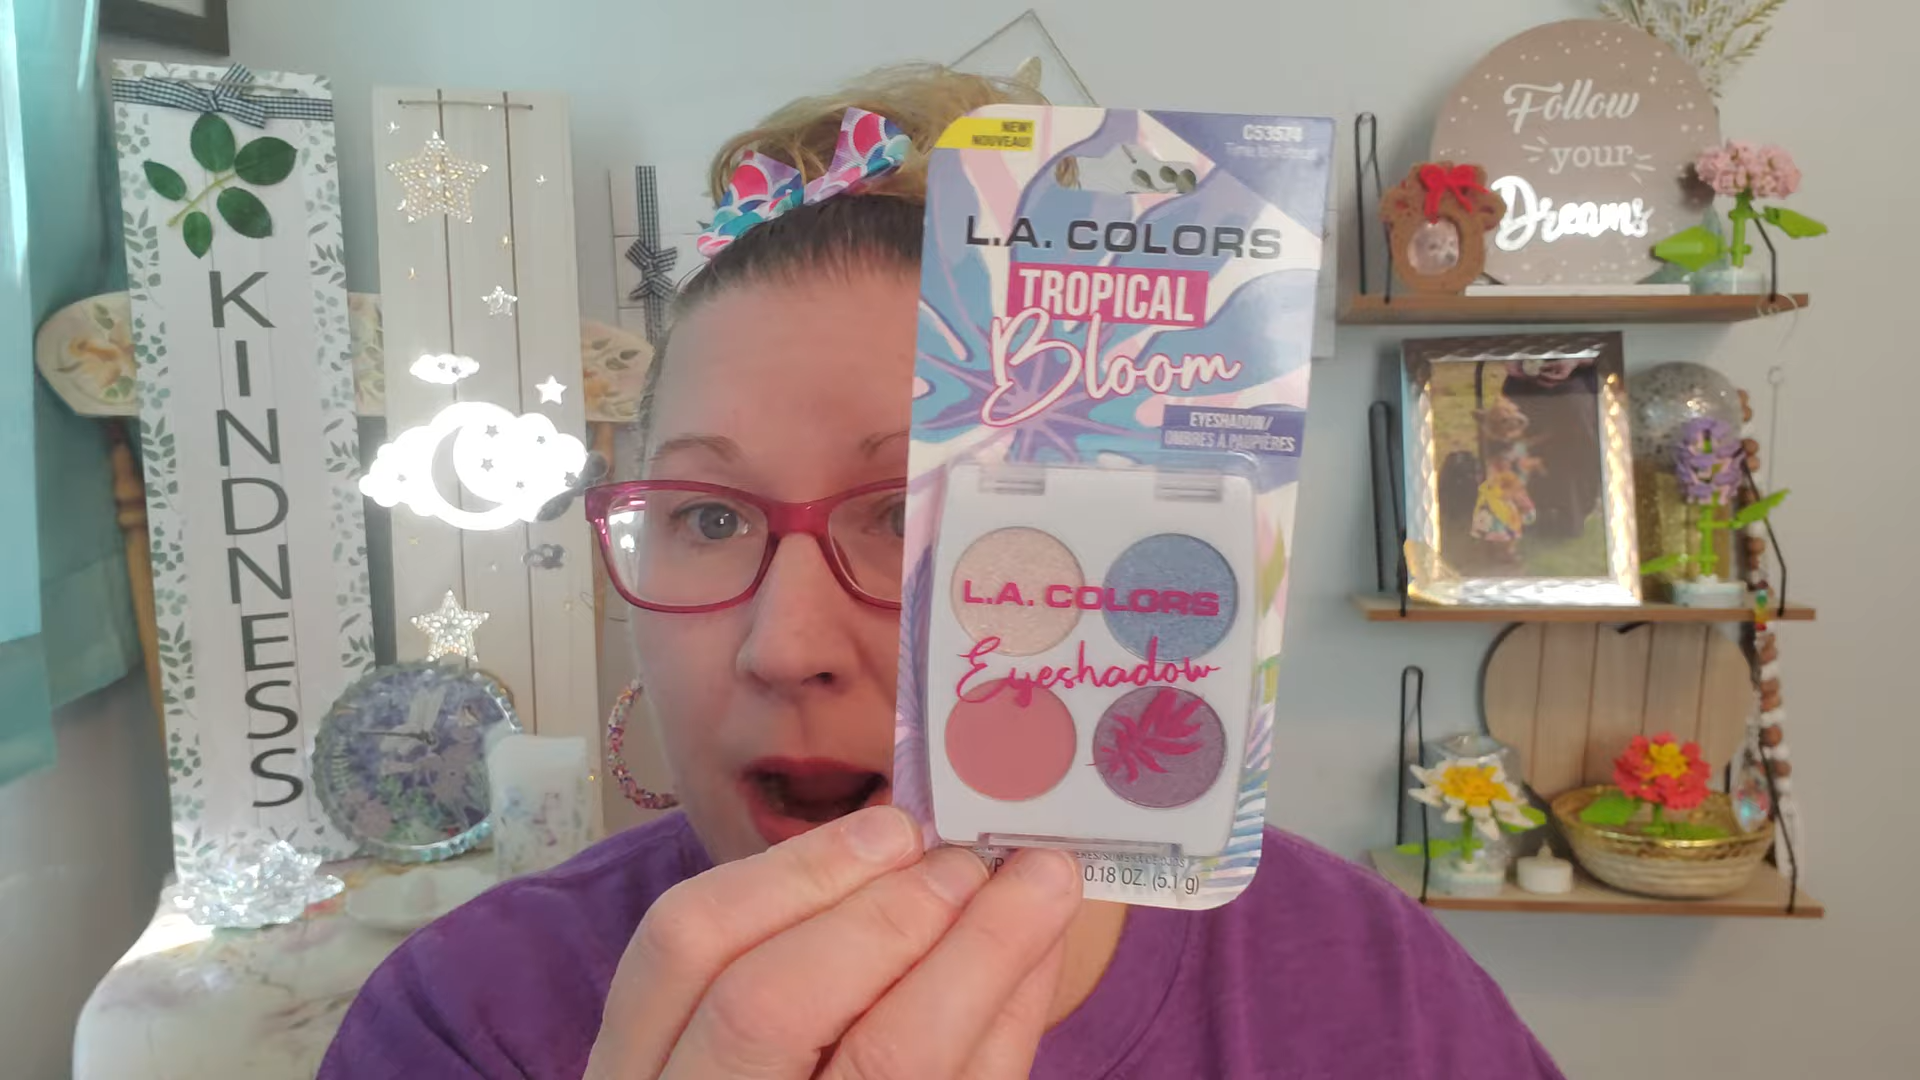 KINDNESS
NEW!
NOUVEAU!
C53574
L.A. COLORS
TROPICAL
Bloom
EYESHADOW/
OMBRES À PAUPIÈRES
L.A. COLORS
Eyeshadow
0.18 OZ. (5.1 g)
Follow
your
Dreams